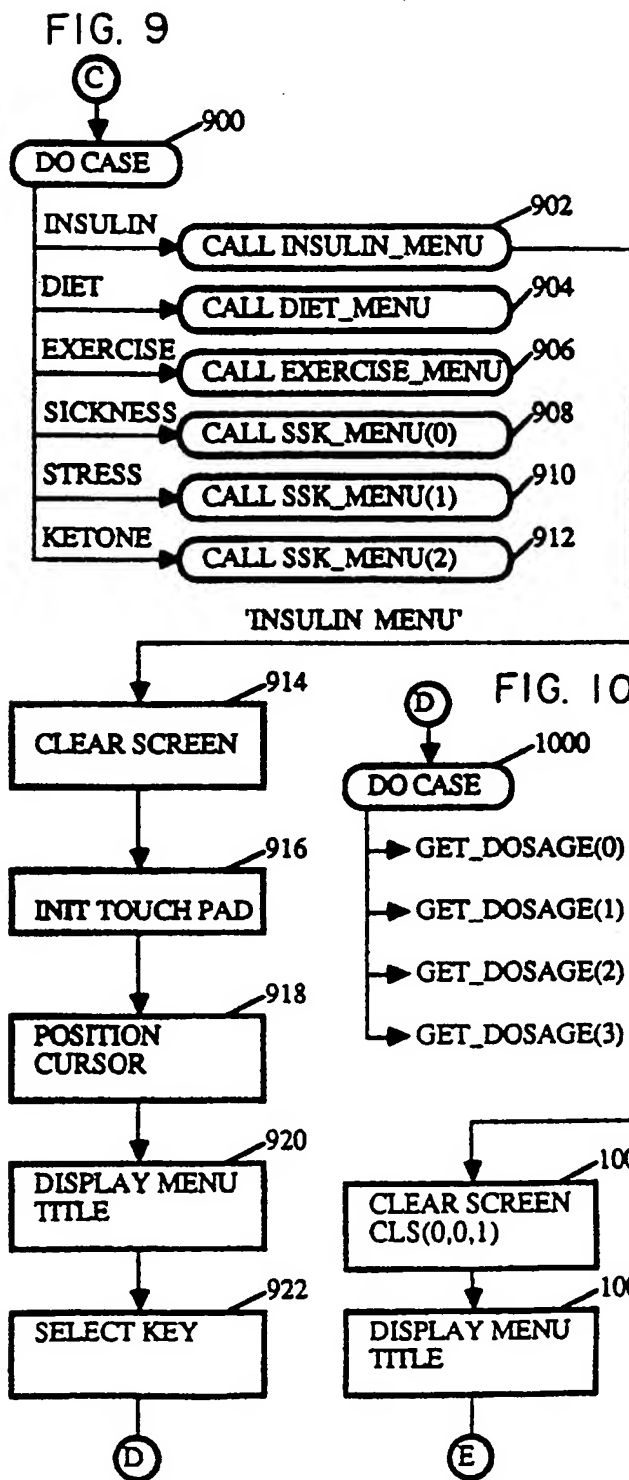 FIG. 9
C
900
DO CASE
INSULIN
902
CALL INSULIN_MENU
DIET
904
CALL DIET_MENU
EXERCISE
906
CALL EXERCISE_MENU
SICKNESS
908
CALL SSK_MENU(0)
STRESS
910
CALL SSK_MENU(1)
KETONE
912
CALL SSK_MENU(2)
'INSULIN MENU'
914
CLEAR SCREEN
916
INIT TOUCH PAD
918
POSITION
CURSOR
920
DISPLAY MENU
TITLE
922
SELECT KEY
D
FIG. 10
D
1000
DO CASE
GET_DOSAGE(0)
GET_DOSAGE(1)
GET_DOSAGE(2)
GET_DOSAGE(3)
CLEAR SCREEN
CLS(0,0,1)
DISPLAY MENU
TITLE
E